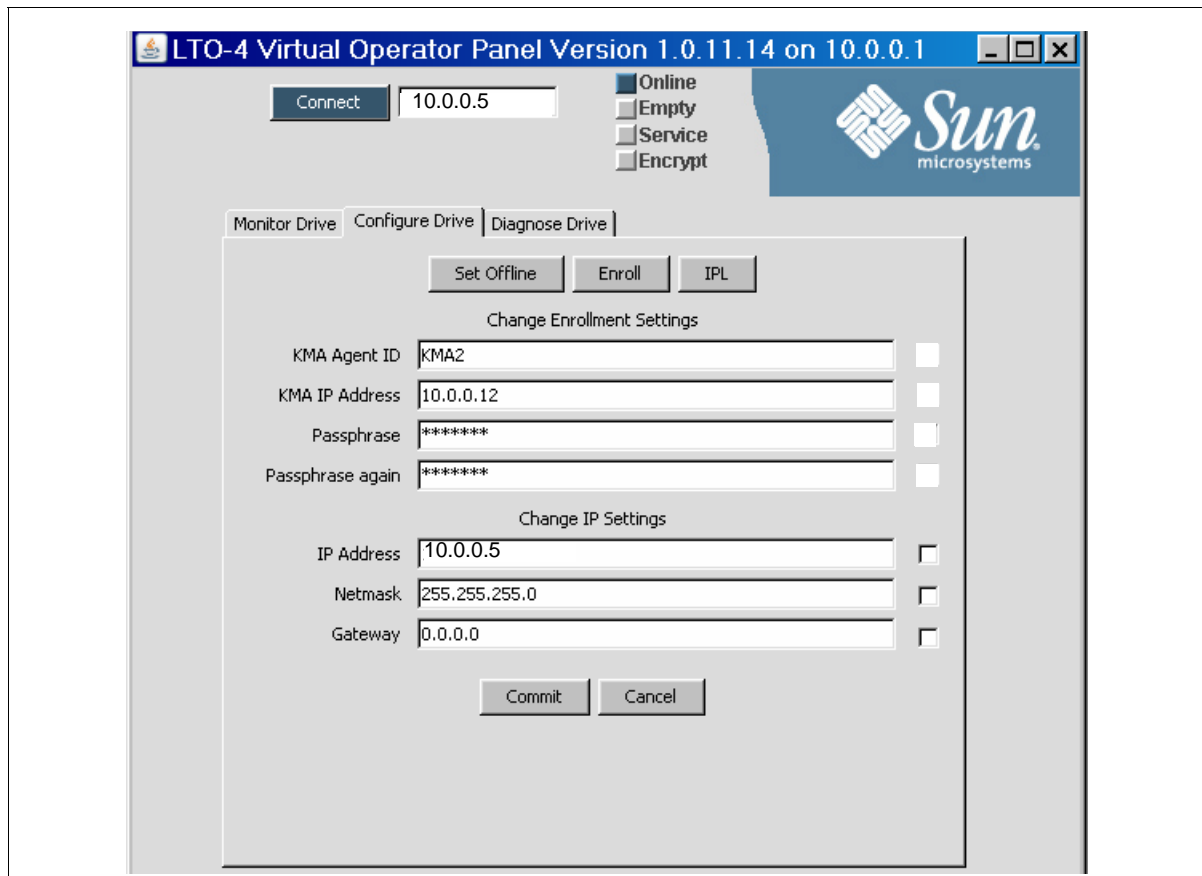 LTO-4 Virtual Operator Panel Version 1.0.11.14 on 10.0.0.1
Connect 10.0.0.5
Online
Empty
Service
Encrypt
Sun
microsystems
Monitor Drive Configure Drive Diagnose Drive
Set Offline Enroll IPL
Change Enrollment Settings
KMA Agent ID KMA2
KMA IP Address 10.0.0.12
Passphrase *******
Passphrase again *******
Change IP Settings
IP Address 10.0.0.5
Netmask 255.255.255.0
Gateway 0.0.0.0
Commit Cancel